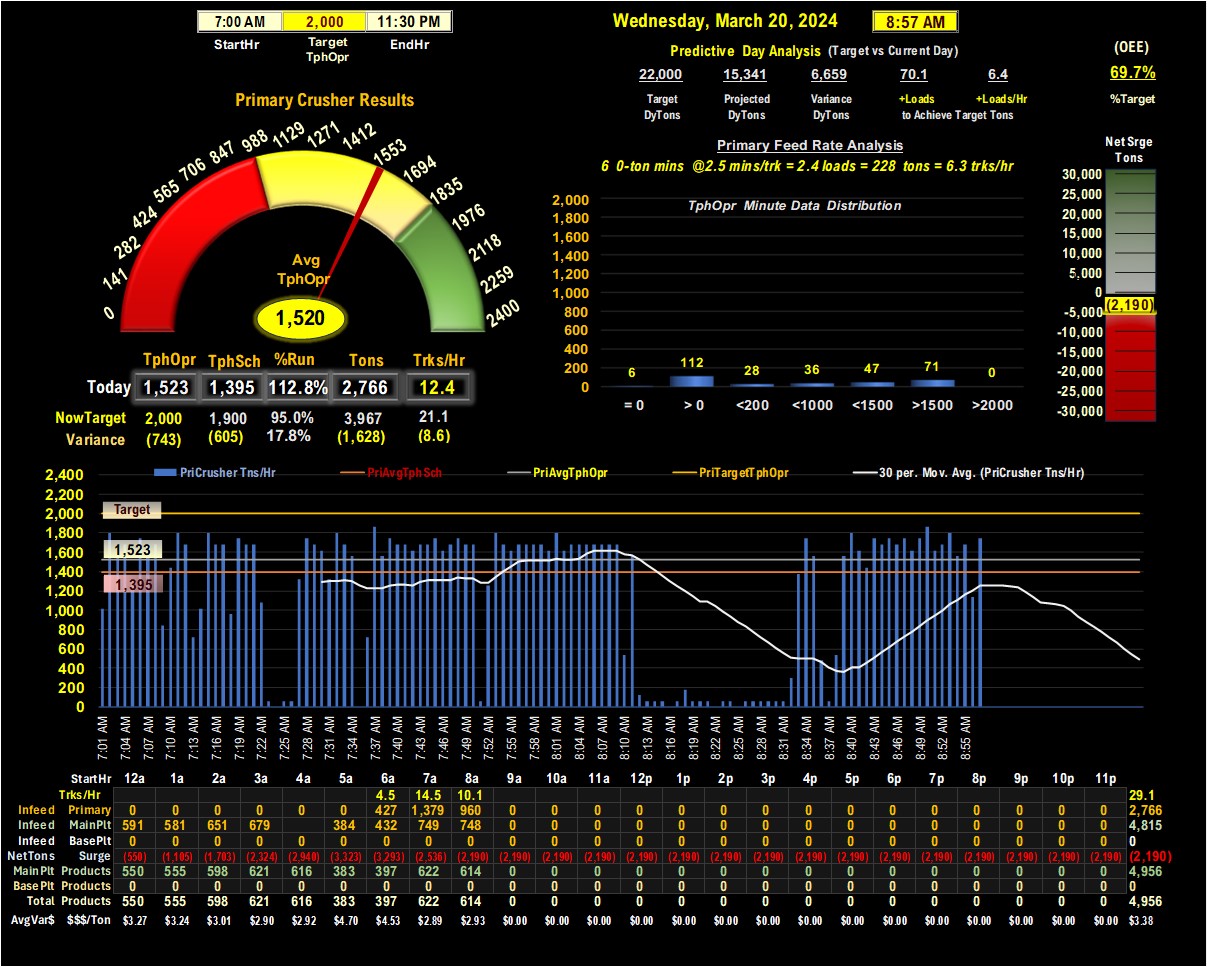 7:00 AM 2,000 11:30 PM
StartHr Target TphOpr EndHr
Wednesday, March 20, 2024 8:57 AM
Predictive Day Analysis (Target vs Current Day)
22,000 15,341 6,659 70.1 6.4
Target DyTons Projected DyTons Variance DyTons +Loads +Loads/Hr
to Achieve Target Tons
(OEE)
69.7%
%Target
Primary Crusher Results
0 141 282 424 565 706 847 988 1129 1271 1412 1553 1694 1835 1976 2118 2259 2400
Avg
TphOpr
1,520
TphOpr TphSch %Run Tons Trks/Hr
Today 1,523 1,395 112.8% 2,766 12.4
NowTarget 2,000 1,900 95.0% 3,967 21.1
Variance (743) (605) 17.8% (1,628) (8.6)
Primary Feed Rate Analysis
6 0-ton mins @2.5 mins/trk = 2.4 loads = 228 tons = 6.3 trks/hr
TphOpr Minute Data Distribution
2,000
1,800
1,600
1,400
1,200
1,000
800
600
400
200
0
6 112 28 36 47 71 0
= 0 > 0 <200 <1000 <1500 >1500 >2000
Net Srge
Tons
30,000
25,000
20,000
15,000
10,000
5,000
0
(2,190)
-5,000
-10,000
-15,000
-20,000
-25,000
-30,000
PriCrusher Tns/Hr PriAvgTphSch PriAvgTphOpr PriTargetTphOpr 30 per. Mov. Avg. (PriCrusher Tns/Hr)
2,400
2,200
2,000
1,800
1,600
1,400
1,200
1,000
800
600
400
200
0
Target
1,523
1,395
7:01 AM 7:04 AM 7:07 AM 7:10 AM 7:13 AM 7:16 AM 7:19 AM 7:22 AM 7:25 AM 7:28 AM 7:31 AM 7:34 AM 7:37 AM 7:40 AM 7:43 AM 7:46 AM 7:49 AM 7:52 AM 7:55 AM 7:58 AM 8:01 AM 8:04 AM 8:07 AM 8:10 AM 8:13 AM 8:16 AM 8:19 AM 8:22 AM 8:25 AM 8:28 AM 8:31 AM 8:34 AM 8:37 AM 8:40 AM 8:43 AM 8:46 AM 8:49 AM 8:52 AM 8:55 AM
StartHr 12a 1a 2a 3a 4a 5a 6a 7a 8a 9a 10a 11a 12p 1p 2p 3p 4p 5p 6p 7p 8p 9p 10p 11p
Trks/Hr 4.5 14.5 10.1 29.1
Infeed Primary 0 0 0 0 0 0 427 1,379 960 0 0 0 0 0 0 0 0 0 0 0 0 0 0 0 2,766
Infeed MainPlt 591 581 651 679 384 432 749 748 0 0 0 0 0 0 0 0 0 0 0 0 0 0 0 4,815
Infeed BasePlt 0 0 0 0 0 0 0 0 0 0 0 0 0 0 0 0 0 0 0 0 0 0 0 0
NetTons Surge (550) (1,105) (1,703) (2,324) (2,940) (3,323) (3,293) (2,536) (2,190) (2,190) (2,190) (2,190) (2,190) (2,190) (2,190) (2,190) (2,190) (2,190) (2,190) (2,190) (2,190) (2,190) (2,190) (2,190) (2,190)
MainPlt Products 550 555 598 621 616 383 397 622 614 0 0 0 0 0 0 0 0 0 0 0 0 0 0 0 4,956
BasePlt Products 0 0 0 0 0 0 0 0 0 0 0 0 0 0 0 0 0 0 0 0 0 0 0 0 0
Total Products 550 555 598 621 616 383 397 622 614 0 0 0 0 0 0 0 0 0 0 0 0 0 0 0 4,956
AvgVar$ $$$/Ton $3.27 $3.24 $3.01 $2.90 $2.92 $4.70 $4.53 $2.89 $2.93 $0.00 $0.00 $0.00 $0.00 $0.00 $0.00 $0.00 $0.00 $0.00 $0.00 $0.00 $0.00 $0.00 $0.00 $0.00 $3.38